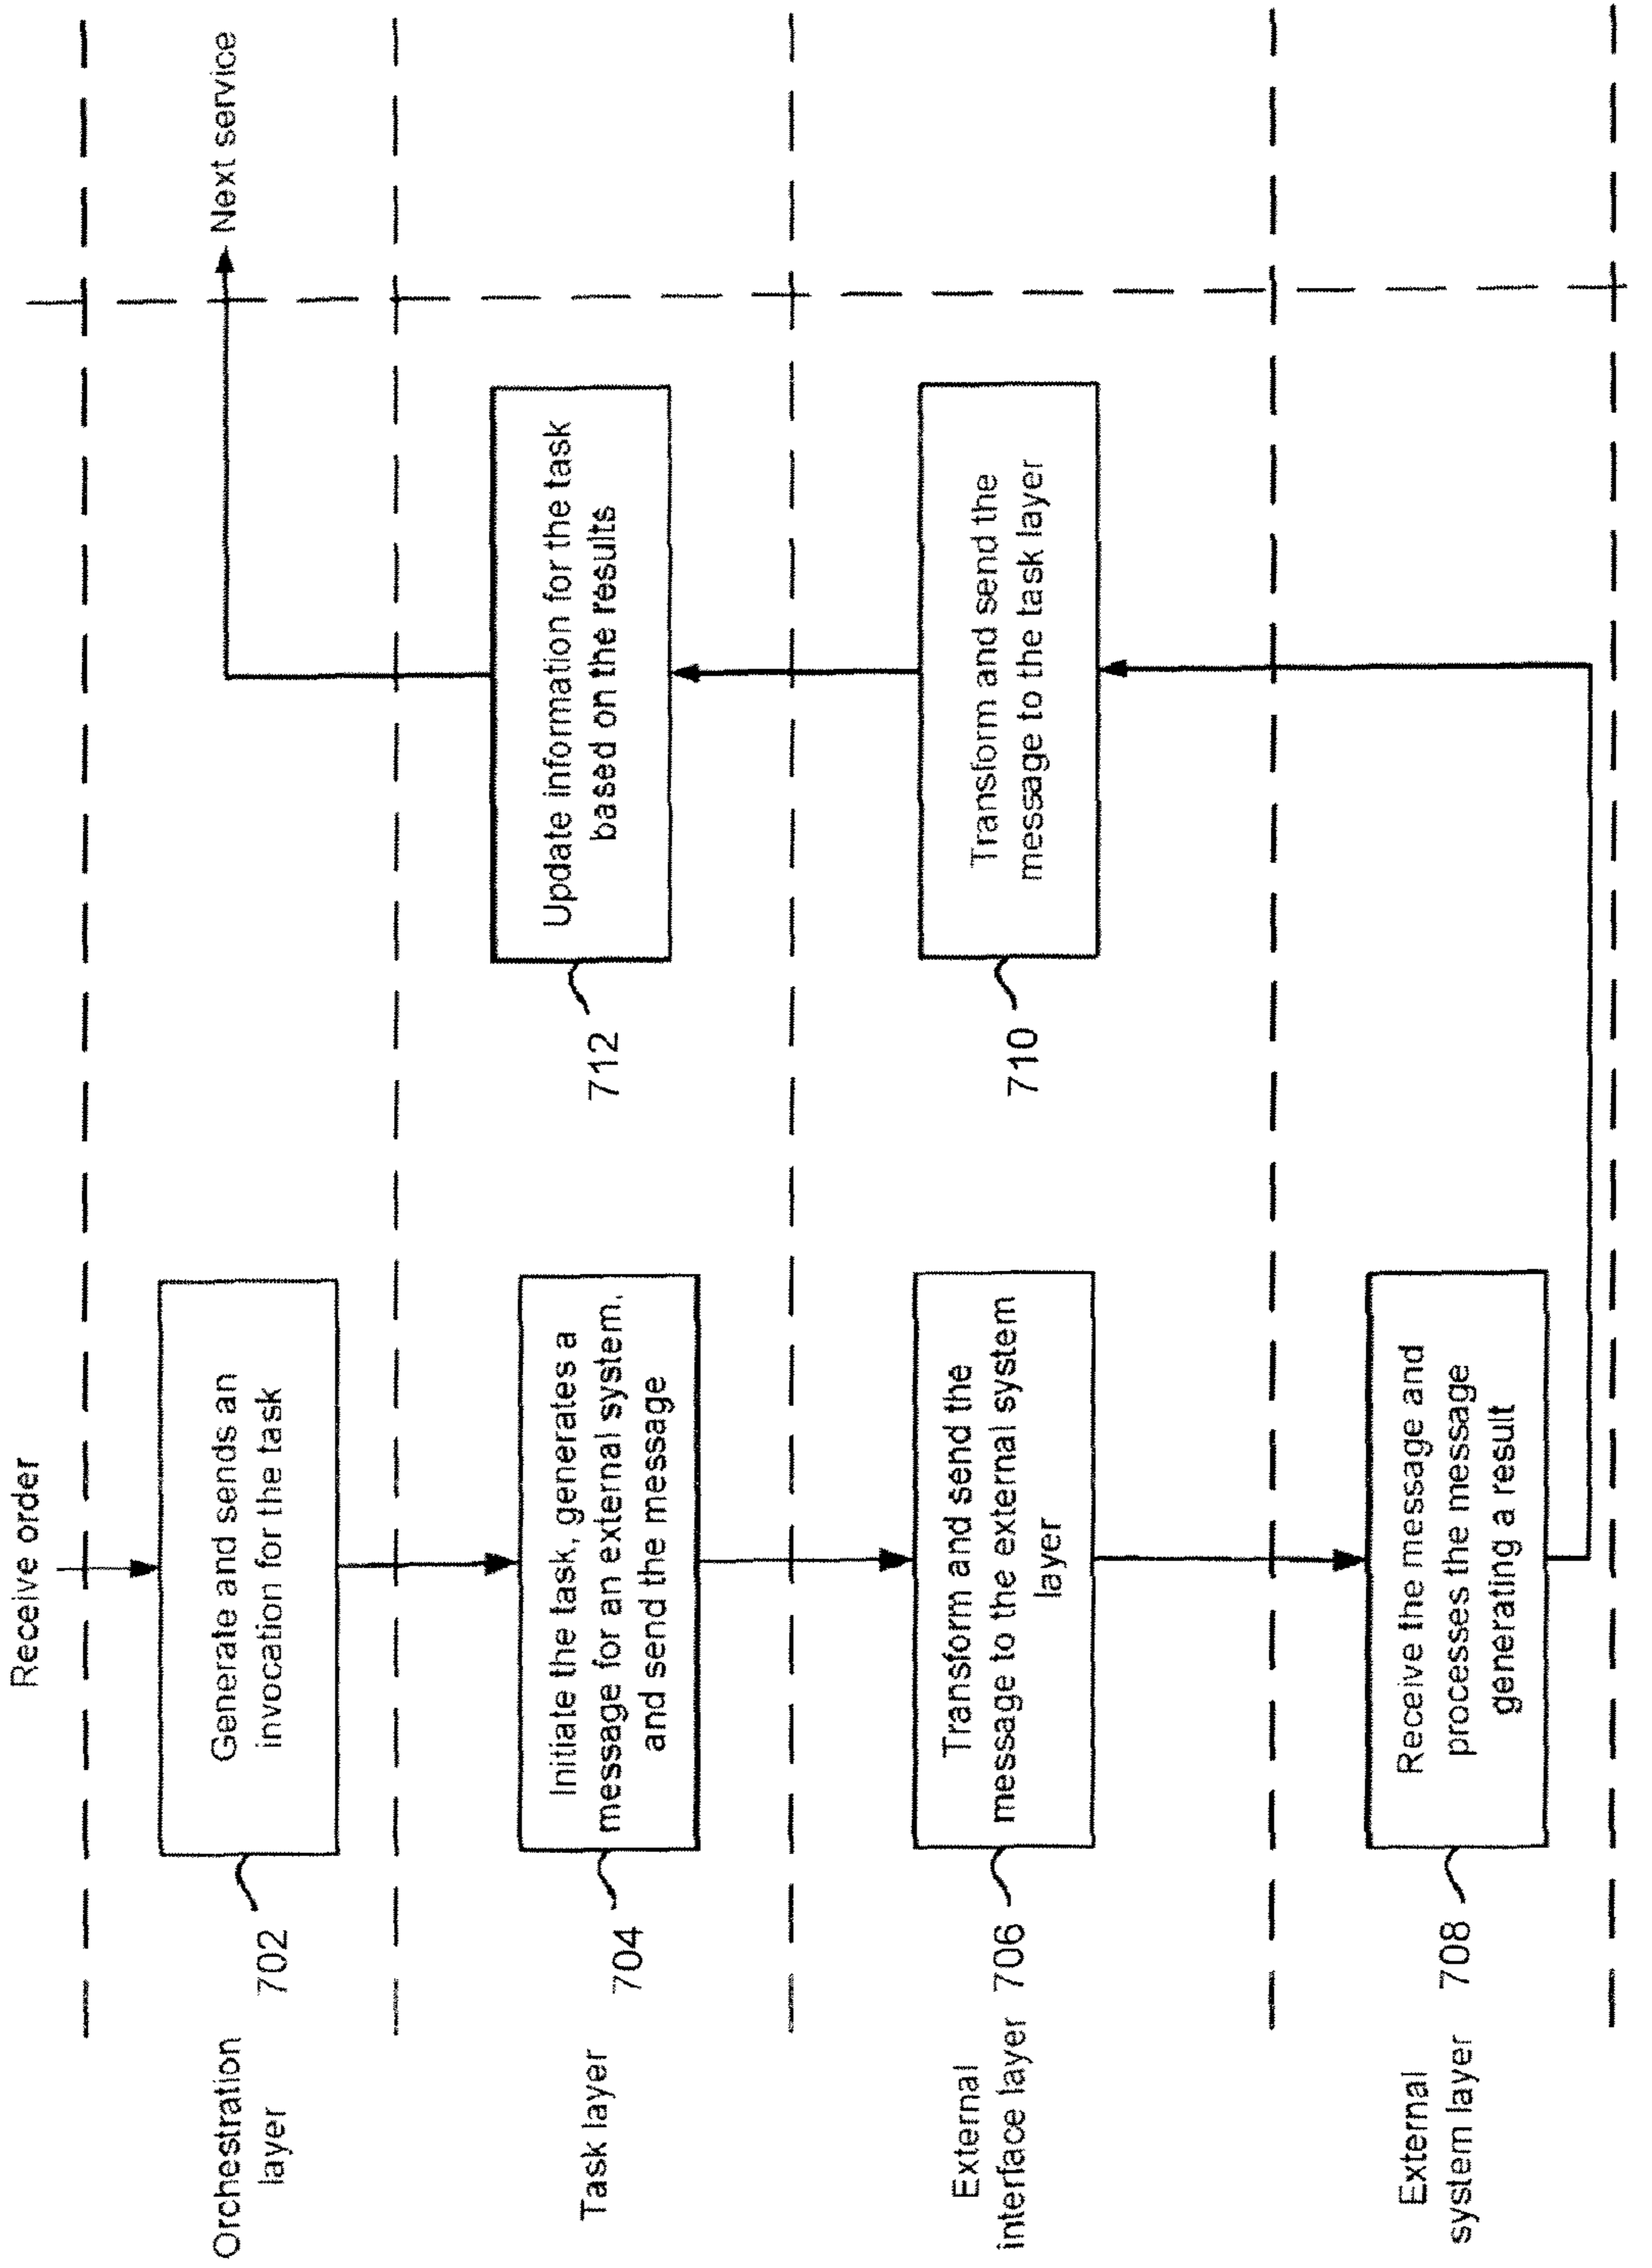 Receive order
Orchestration
layer
702
Generate and sends an
invocation for the task
Next service
Task layer
704
Initiate the task, generates a
message for an external system,
and send the message
712
Update information for the task
based on the results
External
interface layer
706
Transform and send the
message to the external system
layer
710
Transform and send the
message to the task layer
External
system layer
708
Receive the message and
processes the message
generating a result